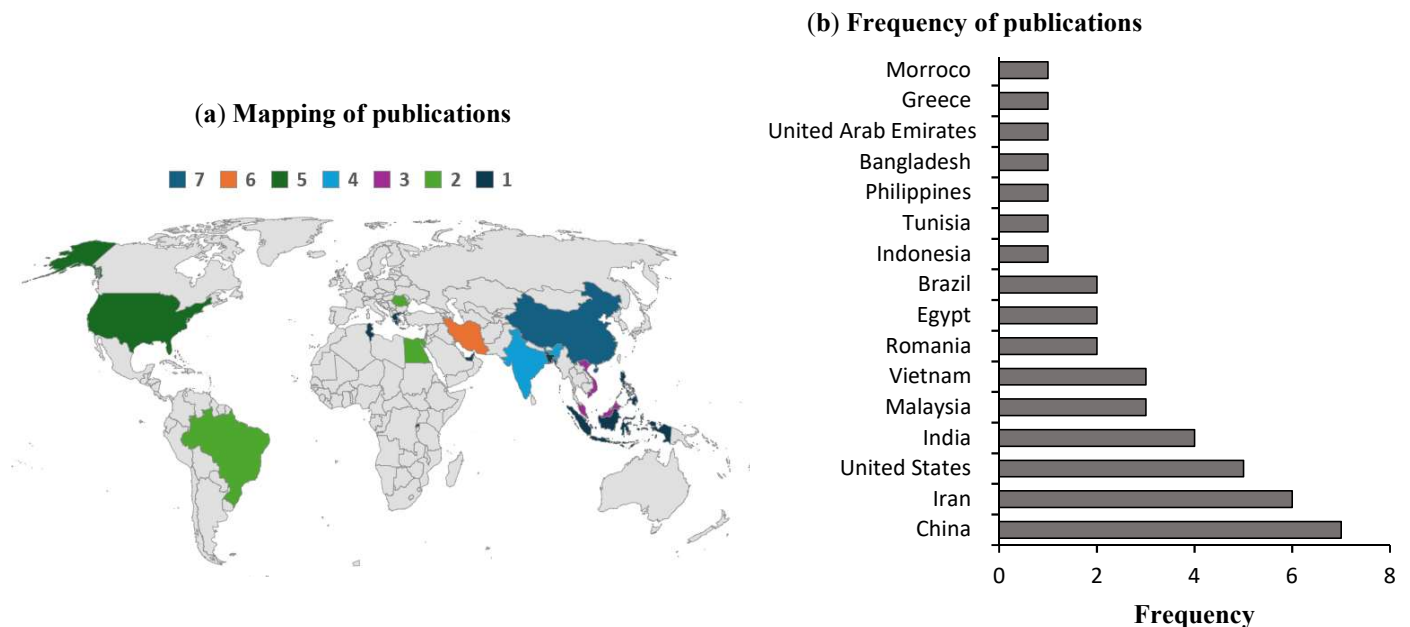 (a) Mapping of publications
7 6 5 4 3 2 1
(b) Frequency of publications
Morroco
Greece
United Arab Emirates
Bangladesh
Philippines
Tunisia
Indonesia
Brazil
Egypt
Romania
Vietnam
Malaysia
India
United States
Iran
China
0 2 4 6 8
Frequency